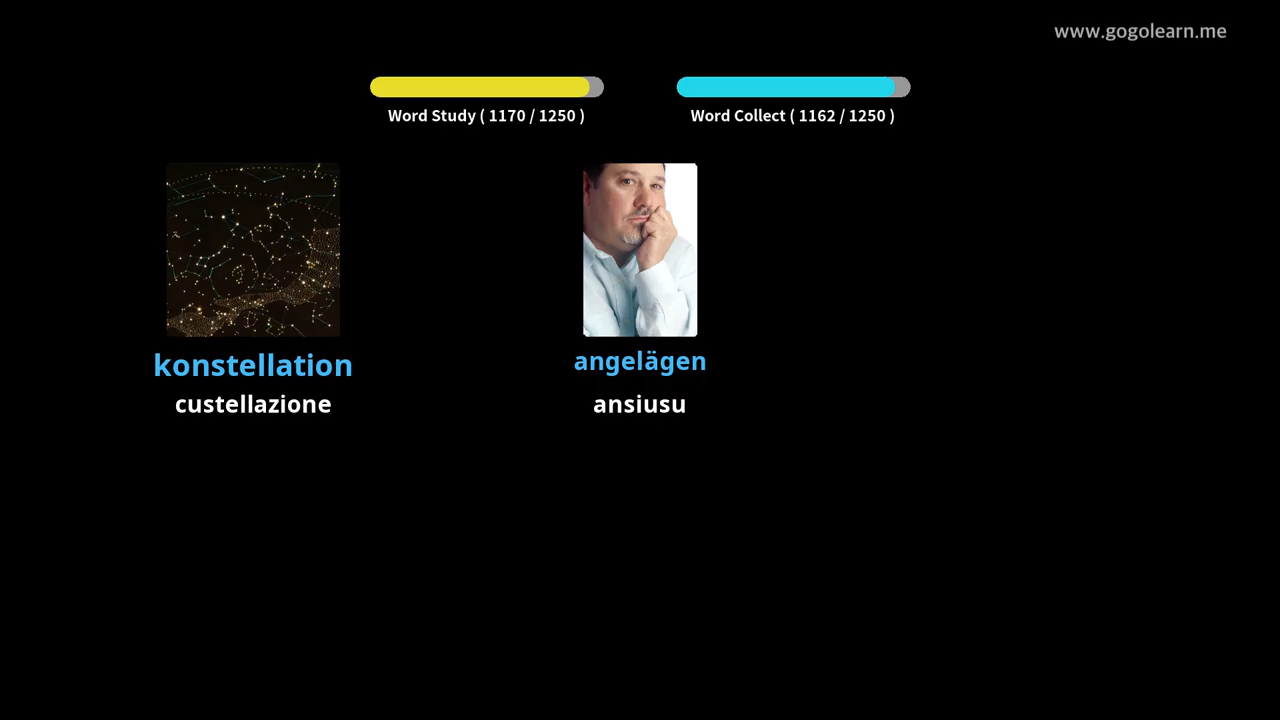 www.gogolearn.me
Word Study ( 1170 / 1250 )
Word Collect ( 1162 / 1250 )
konstellation
custellazione
angelägen
ansiusu